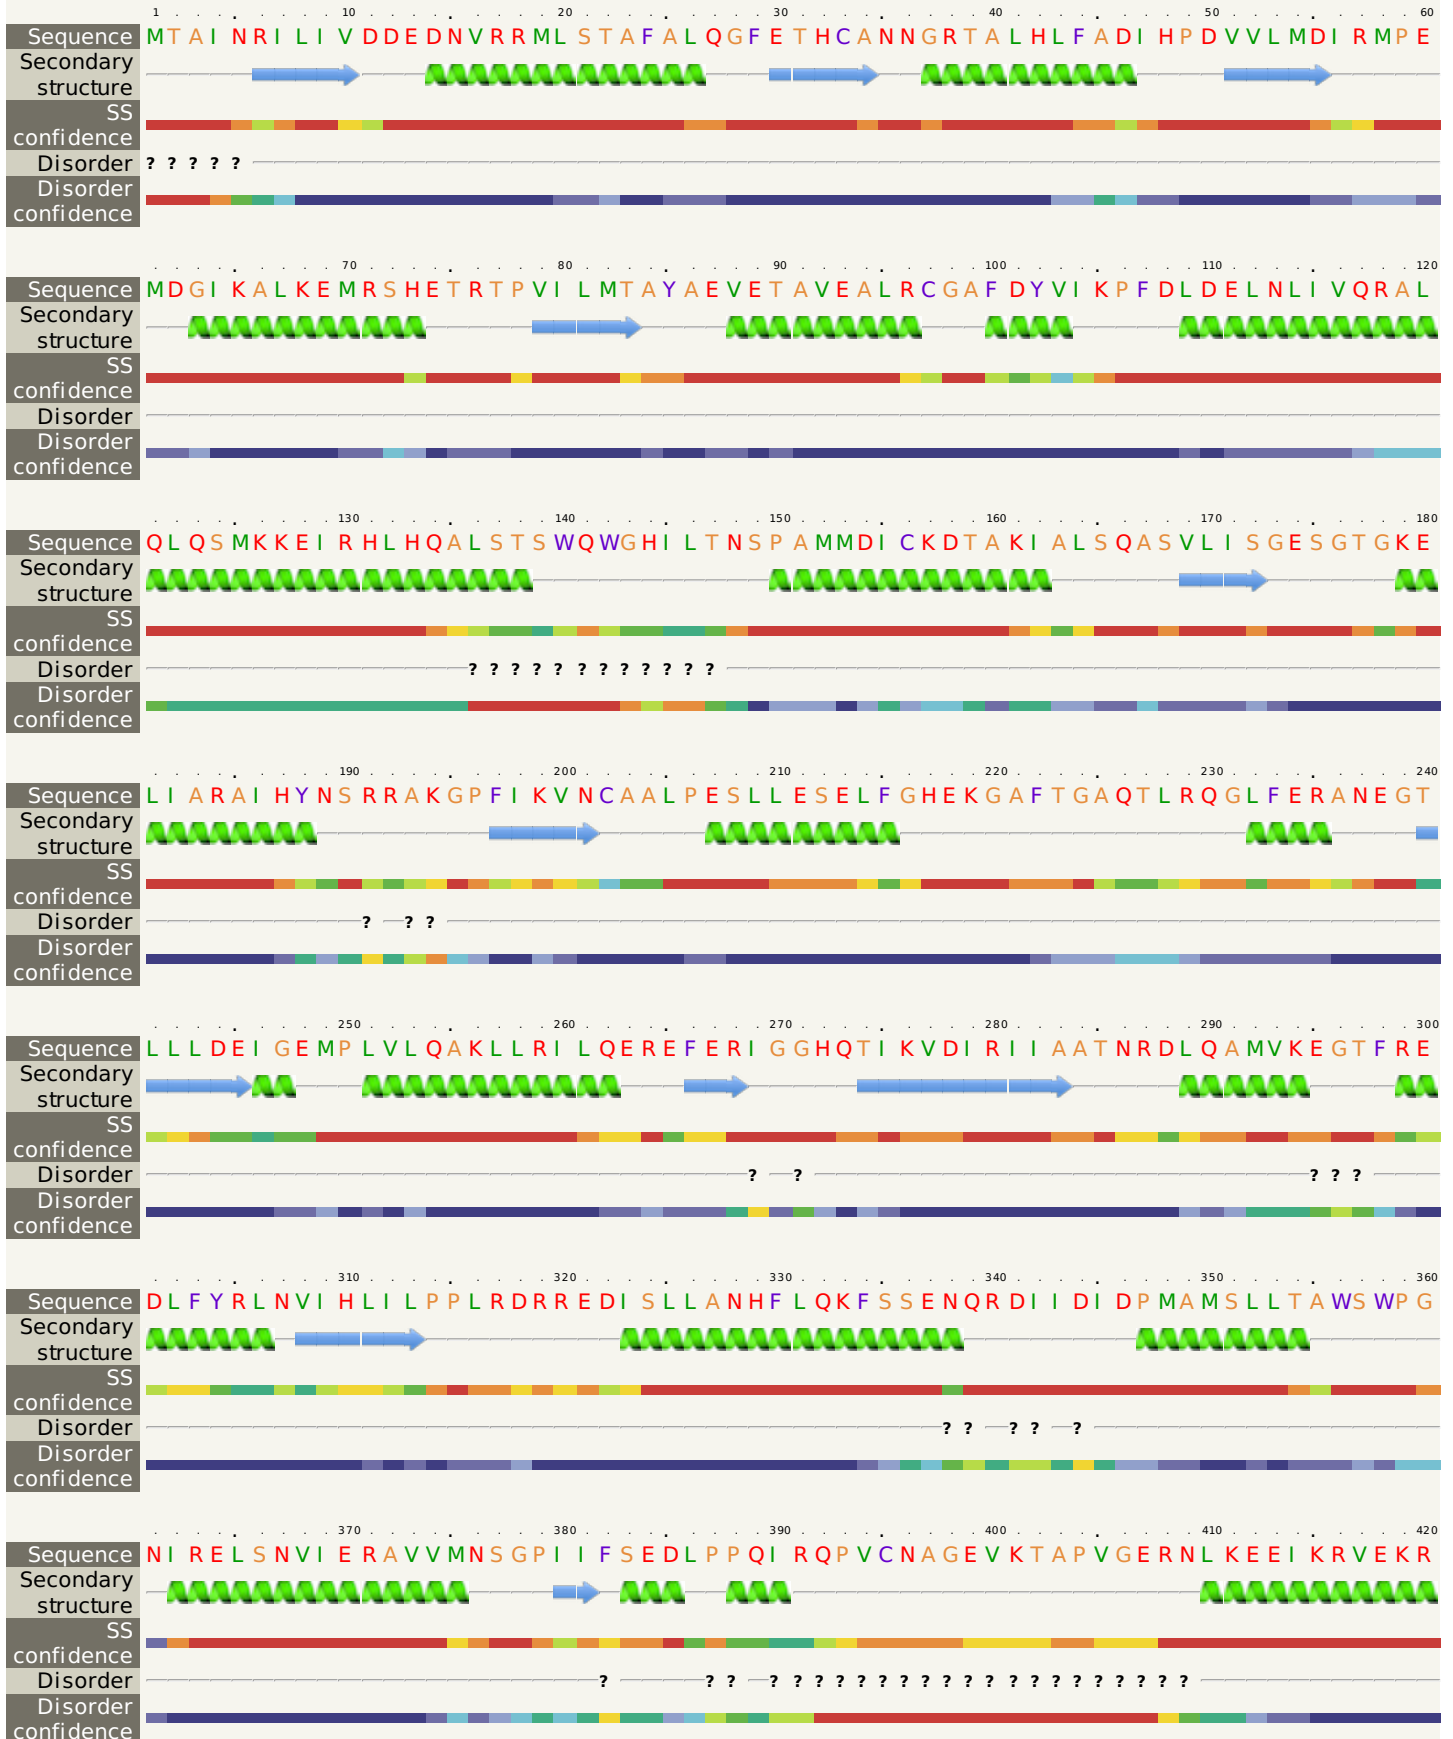 1 10 20 30 40 50 60
Sequence MTAINRILIVDDEDNVRRMLSTAFALQGFETHCANNGRTALHLFADIHPDVVLMDIRMPE
Secondary
structure
SS
confidence
Disorder ? ? ? ? ?
Disorder
confidence
70 80 90 100 110 120
Sequence MDGIKALKEMRSHETRTPVILMTAYAEVETAVEALRCGAFDYVIKPFDLDELNLIVQRAL
Secondary
structure
SS
confidence
Disorder
Disorder
confidence
130 140 150 160 170 180
Sequence QLQSMKKEIRHLHQALSTSWQWGHILTNSPAMMDICKDTAKIALSQASVLISGESGTGKE
Secondary
structure
SS
confidence
Disorder ? ? ? ? ? ? ? ? ? ? ? ?
Disorder
confidence
190 200 210 220 230 240
Sequence LIARAIHYNSRRAKGPFIKVNCAALPESLLESELFGHEKGAFTGAQTLRQGLFERANEGT
Secondary
structure
SS
confidence
Disorder ? ? ?
Disorder
confidence
250 260 270 280 290 300
Sequence LLLDEIGEMPLVLQAKLLRILQEREFERIGGHQTIKVDIRIIAATNRDLQAMVKEGTFRE
Secondary
structure
SS
confidence
Disorder ? ? ? ? ?
Disorder
confidence
310 320 330 340 350 360
Sequence DLFYRLNVIHLILPPLRDRREDISLLANHFLQKFSSENQRDIIDIDPMAMSLLTAWSWPG
Secondary
structure
SS
confidence
Disorder ? ? ? ? ?
Disorder
confidence
370 380 390 400 410 420
Sequence NIRELSNVIERAVVMNSGPIIFSEDLPPQIRQPVCNAGEVKTAPVGERNLKEEIKRVEKR
Secondary
structure
SS
confidence
Disorder ? ? ? ? ? ? ? ? ? ? ? ? ? ? ? ? ? ? ? ? ? ? ?
Disorder
confidence